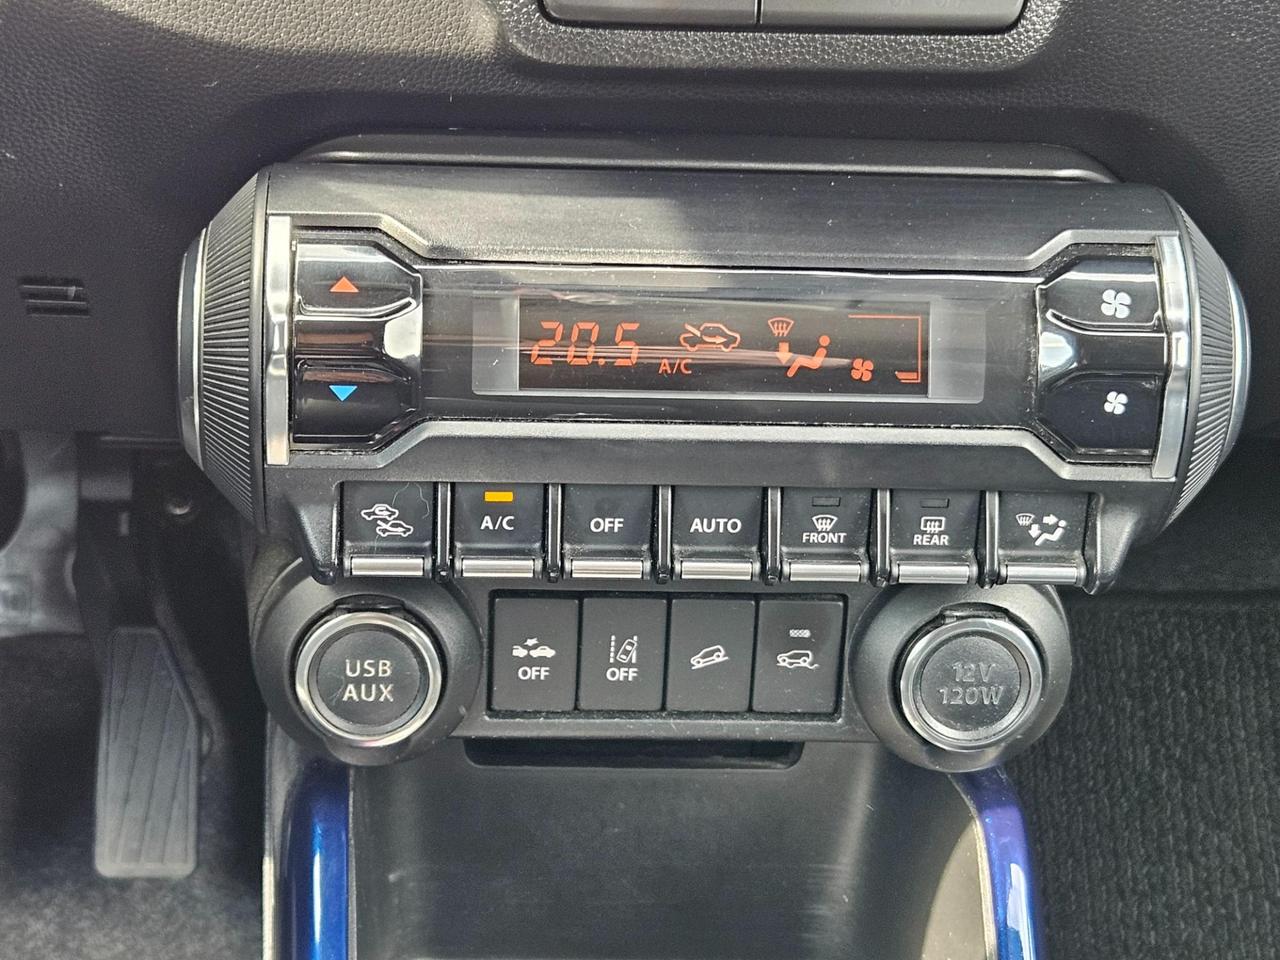 20.5
A/C
A/C
OFF
AUTO
FRONT
REAR
USB
AUX
OFF
OFF
12V
120W